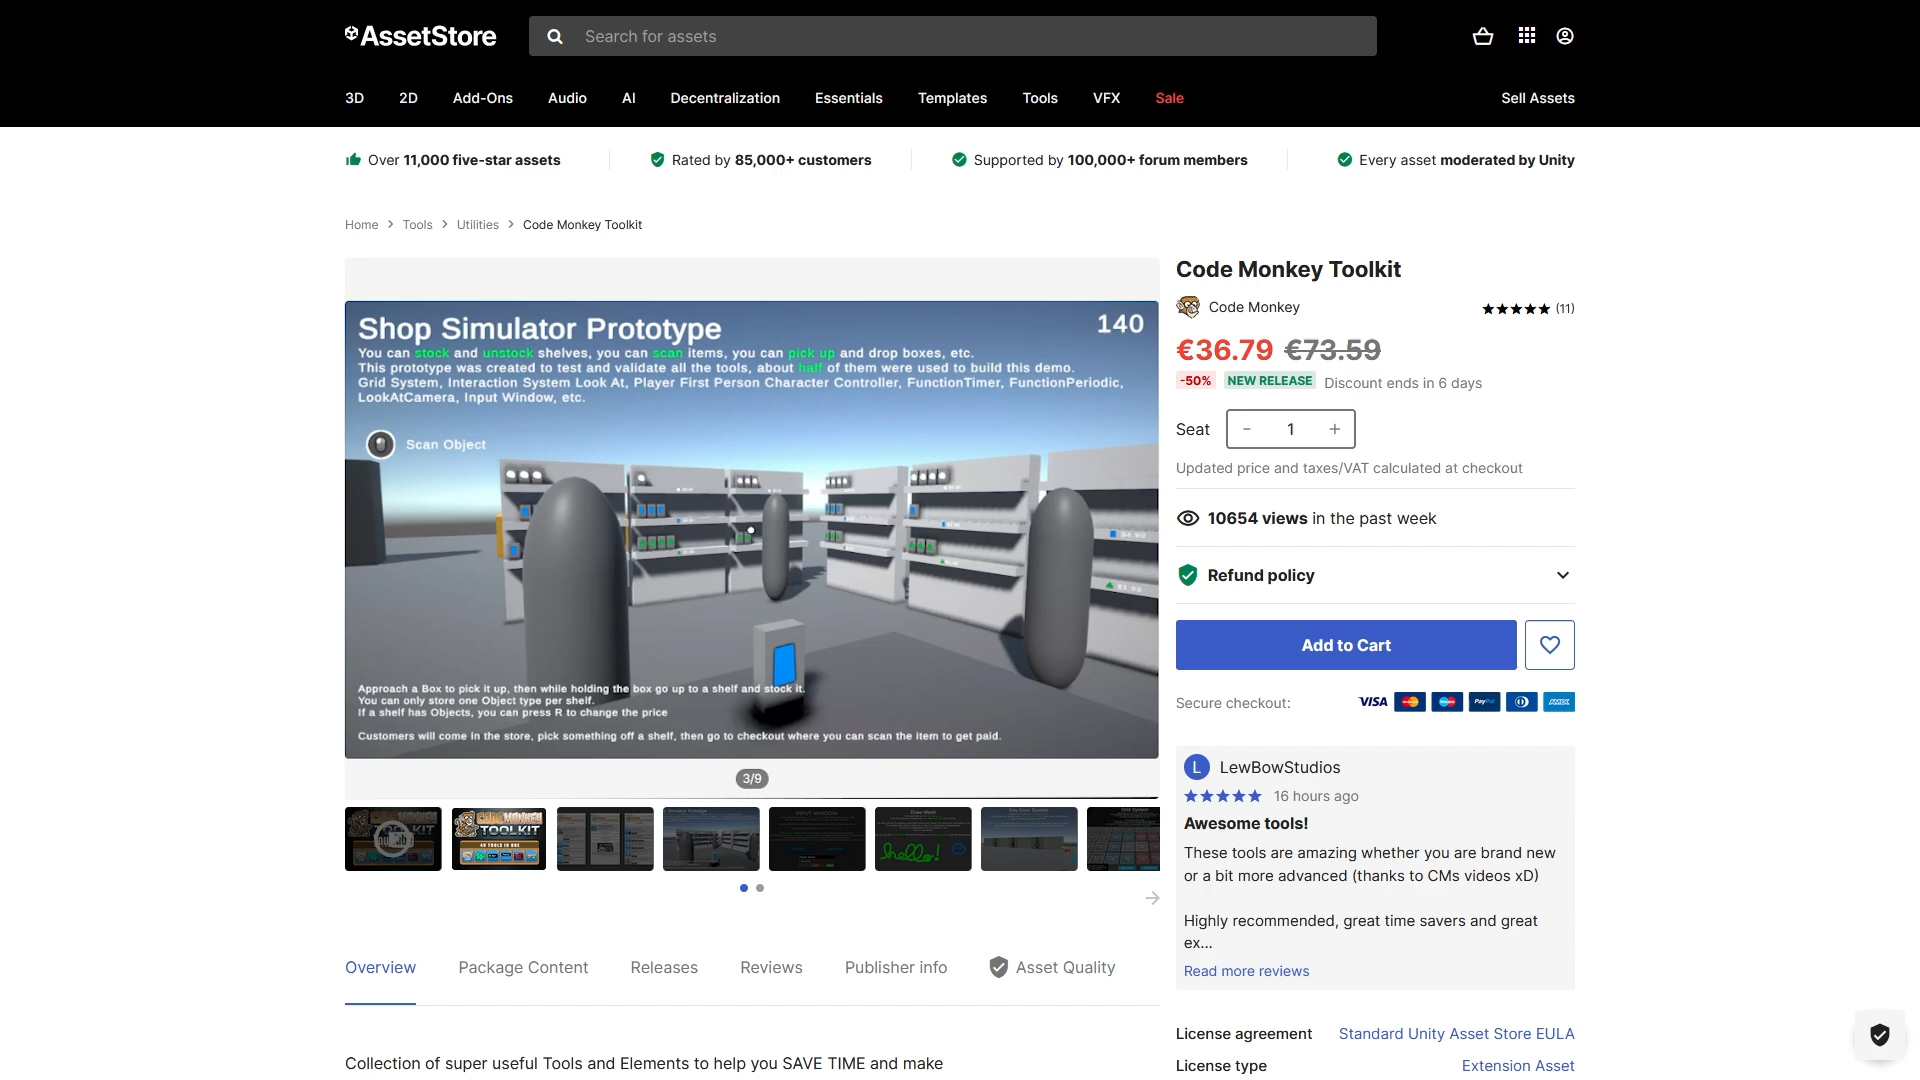 AssetStore
Search for assets
3D 2D Add-Ons Audio AI Decentralization Essentials Templates Tools VFX Sale Sell Assets
Over 11,000 five-star assets
Rated by 85,000+ customers
Supported by 100,000+ forum members
Every asset moderated by Unity
Home > Tools > Utilities > Code Monkey Toolkit
Shop Simulator Prototype
140
You can stock and unstock shelves, you can scan items, you can pick up and drop boxes, etc.
This prototype was created to test and validate all the tools, about half of them were used to build this demo.
Grid System, Interaction System Look At, Player First Person Character Controller, FunctionTimer, FunctionPeriodic,
LookAtCamera, Input Window, etc.
Scan Object
Approach a Box to pick it up, then while holding the box go up to a shelf and stock it.
You can only store one Object type per shelf.
If a shelf has Objects, you can press R to change the price
Customers will come in the store, pick something off a shelf, then go to checkout where you can scan the item to get paid.
3/9
CODE MONKEY
TOOLKIT
hello!
Overview Package Content Releases Reviews Publisher info Asset Quality
Collection of super useful Tools and Elements to help you SAVE TIME and make
Code Monkey Toolkit
Code Monkey
(11)
€36.79 €73.59
-50% NEW RELEASE Discount ends in 6 days
Seat - 1 +
Updated price and taxes/VAT calculated at checkout
10654 views in the past week
Refund policy
Add to Cart
Secure checkout: VISA PayPal AMEX
L LewBowStudios
16 hours ago
Awesome tools!
These tools are amazing whether you are brand new
or a bit more advanced (thanks to CMs videos xD)
Highly recommended, great time savers and great
ex...
Read more reviews
License agreement Standard Unity Asset Store EULA
License type Extension Asset